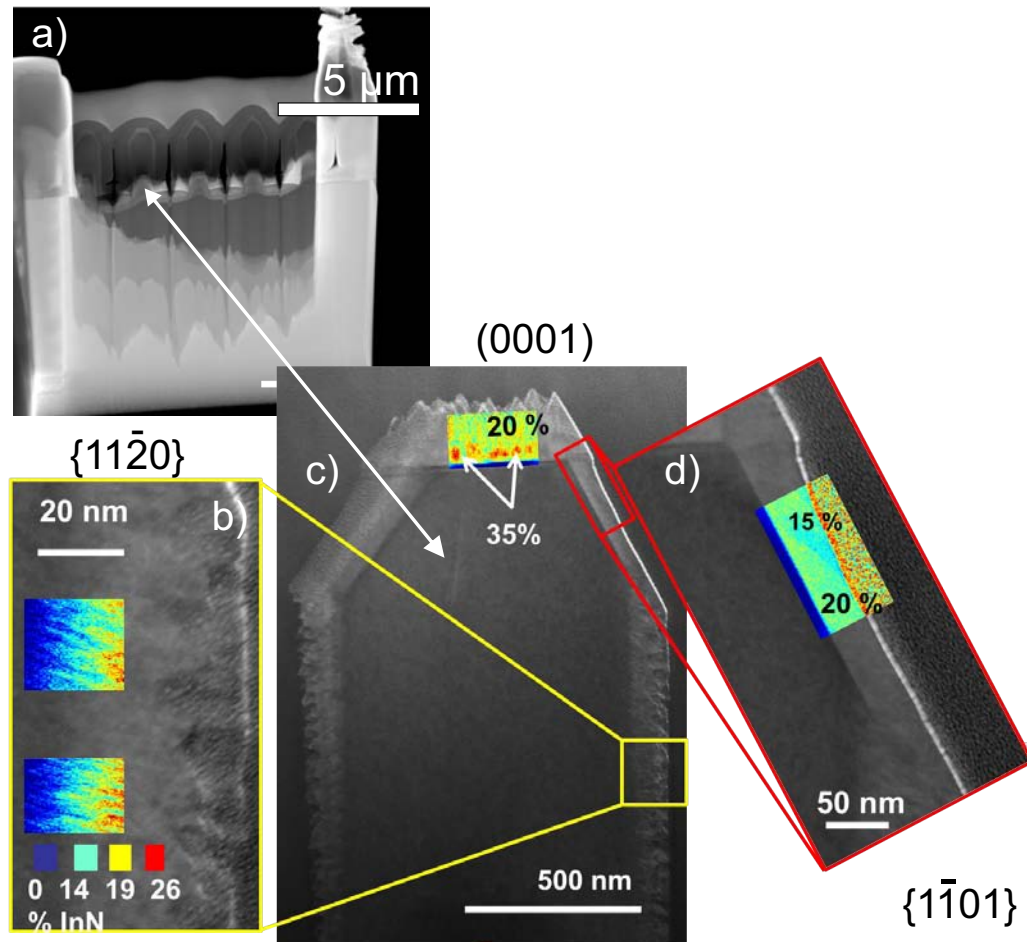 a)
5 µm
(0001)
{112̄0}
20 nm
b)
0 14 19 26
% InN
c)
20 %
35%
500 nm
d)
15 %
20 %
50 nm
{11̄01}